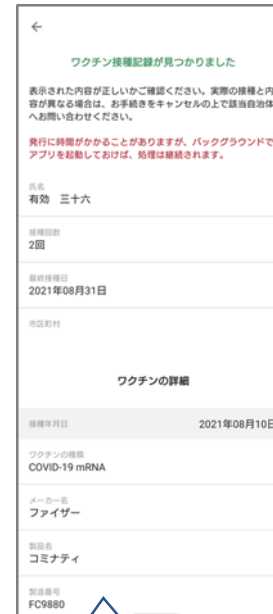 ワクチン接種記録が見つかりました
表示された内容が正しいかご確認ください。実際の接種と内
容が異なる場合は、お手続きをキャンセルの上で該当自治体
へお問い合わせください。
発行に時間がかかることがありますが、バックグラウンドで
アプリを起動しておけば、処理は継続されます。
氏名
有効 三十六
接種回数
2回
最終接種日
2021年08月31日
市区町村
ワクチンの詳細
接種年月日 2021年08月10日
ワクチンの種類
COVID-19 mRNA
メーカー名
ファイザー
製品名
コミナティ
製造番号
FC9880